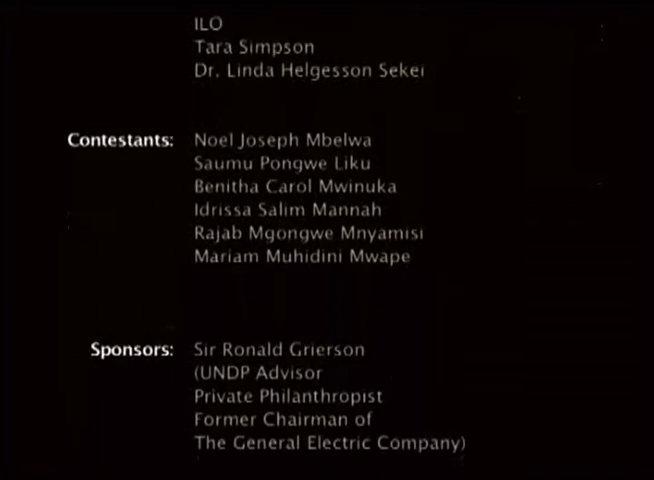 ILO
Tara Simpson
Dr. Linda Helgesson Sekei
Contestants: Noel Joseph Mbelwa
Saumu Pongwe Liku
Benitha Carol Mwinuka
Idrissa Salim Mannah
Rajab Mgongwe Mnyamisi
Mariam Muhidini Mwape
Sponsors: Sir Ronald Grierson
(UNDP Advisor
Private Philanthropist
Former Chairman of
The General Electric Company)